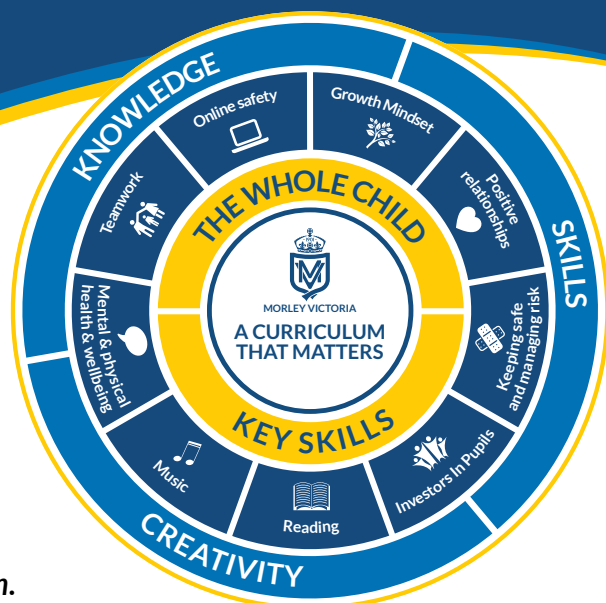 KNOWLEDGE
SKILLS
CREATIVITY
Online safety
Growth Mindset
Positive
relationships
Keeping safe
and managing risk
Investors In Pupils
Reading
Music
Mental & physical
health & wellbeing
Teamwork
THE WHOLE CHILD
KEY SKILLS
MV
MORLEY VICTORIA
A CURRICULUM
THAT MATTERS